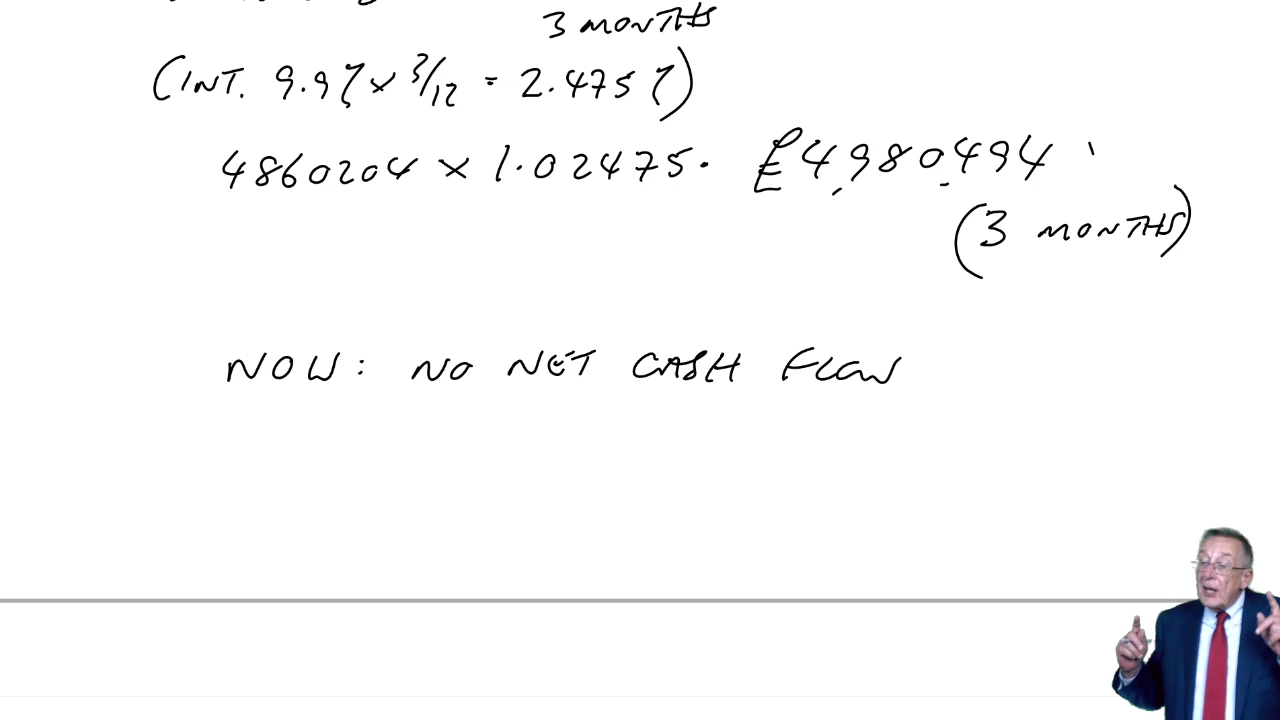 3 MONTHS
(INT. 9.9% x 3/12 = 2.475%)
4860204 x 1.02475. £4,980,494
(3 MONTHS)
NOW: NO NET CASH FLOW